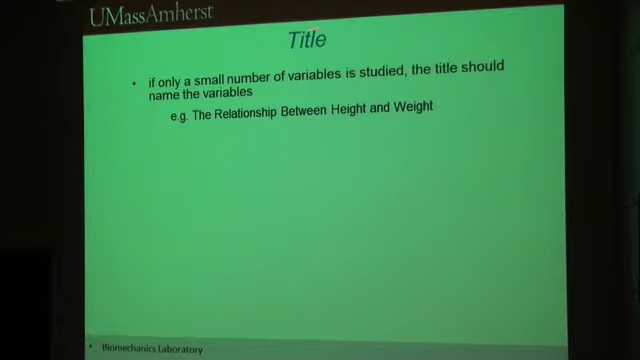 UMassAmherst
Title
• if only a small number of variables is studied, the title should
name the variables
e.g. The Relationship Between Height and Weight
• Biomechanics Laboratory